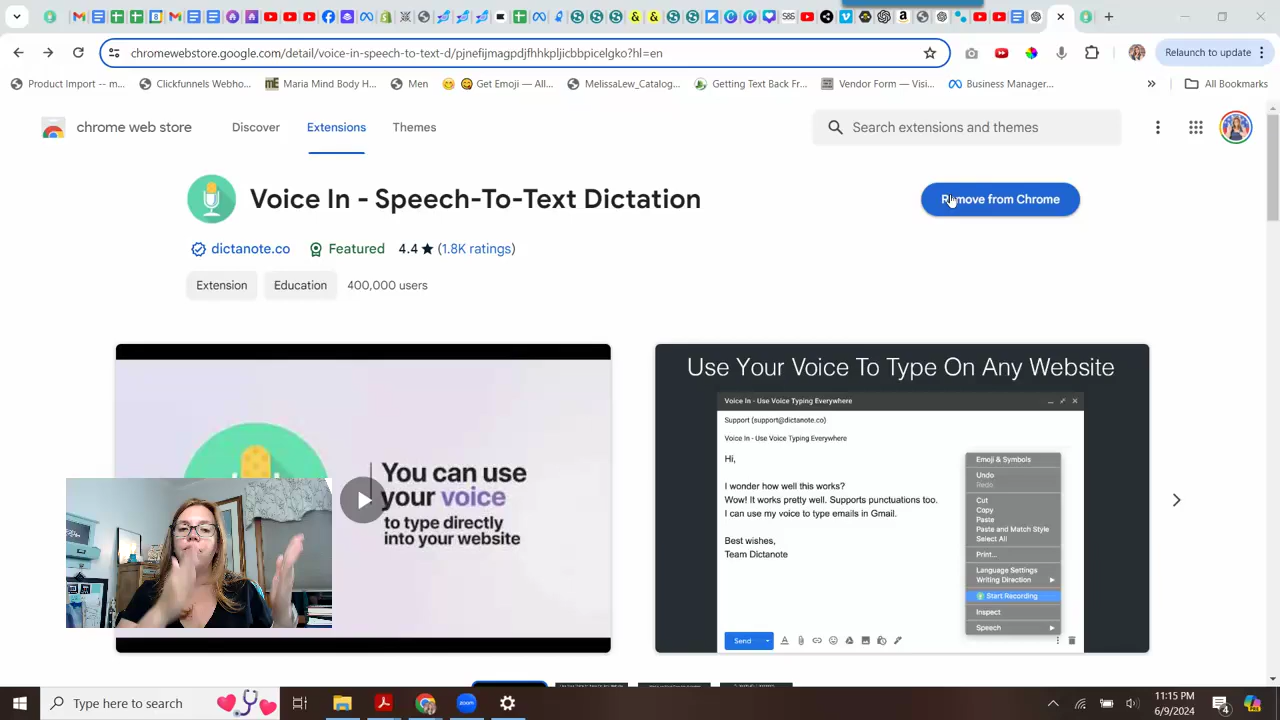 chromewebstore.google.com/detail/voice-in-speech-to-text-d/pjnefijmagpdjfhhkpljicbbpicelgko?hl=en
Relaunch to update
Product Import -- m...
Clickfunnels Webho...
Maria Mind Body H...
Men
Get Emoji — All...
MelissaLew_Catalog...
Getting Text Back Fr...
Vendor Form — Visi...
Business Manager...
All Bookmarks
chrome web store
Discover
Extensions
Themes
Search extensions and themes
Voice In - Speech-To-Text Dictation
Remove from Chrome
dictanote.co
Featured
4.4 ★ (1.8K ratings)
Extension
Education
400,000 users
You can use
your voice
to type directly
into your website
Use Your Voice To Type On Any Website
Voice In - Use Voice Typing Everywhere
Support (support@dictanote.co)
Voice In - Use Voice Typing Everywhere
Hi,
I wonder how well this works?
Wow! It works pretty well. Supports punctuations too.
I can use my voice to type emails in Gmail.
Best wishes,
Team Dictanote
Send
Emoji & Symbols
Undo
Redo
Cut
Copy
Paste
Paste and Match Style
Select All
Print...
Language Settings
Writing Direction
Start Recording
Inspect
Speech
Type here to search
zoom
11:15 PM
6/9/2024
4